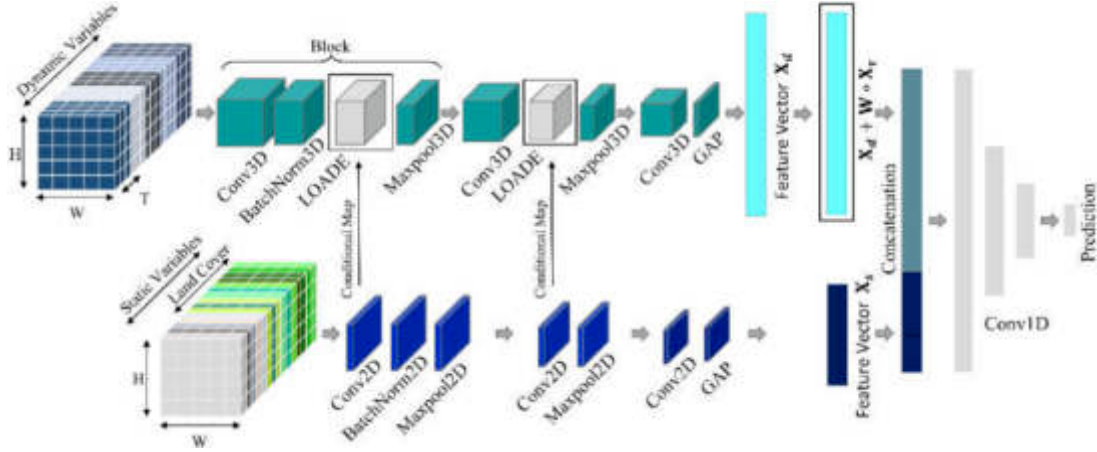 Dynamic Variables
H
W
T
Block
Conv3D
BatchNorm3D
LOADE
Maxpool3D
Conv3D
LOADE
Maxpool3D
Conv3D
GAP
Feature Vector X_d
X_d + W ∘ X_r
Concatenation
Conditional Map
Conditional Map
Static Variables
Land Cover
H
W
Conv2D
BatchNorm2D
Maxpool2D
Conv2D
Maxpool2D
Conv2D
GAP
Feature Vector X_s
Conv1D
Prediction